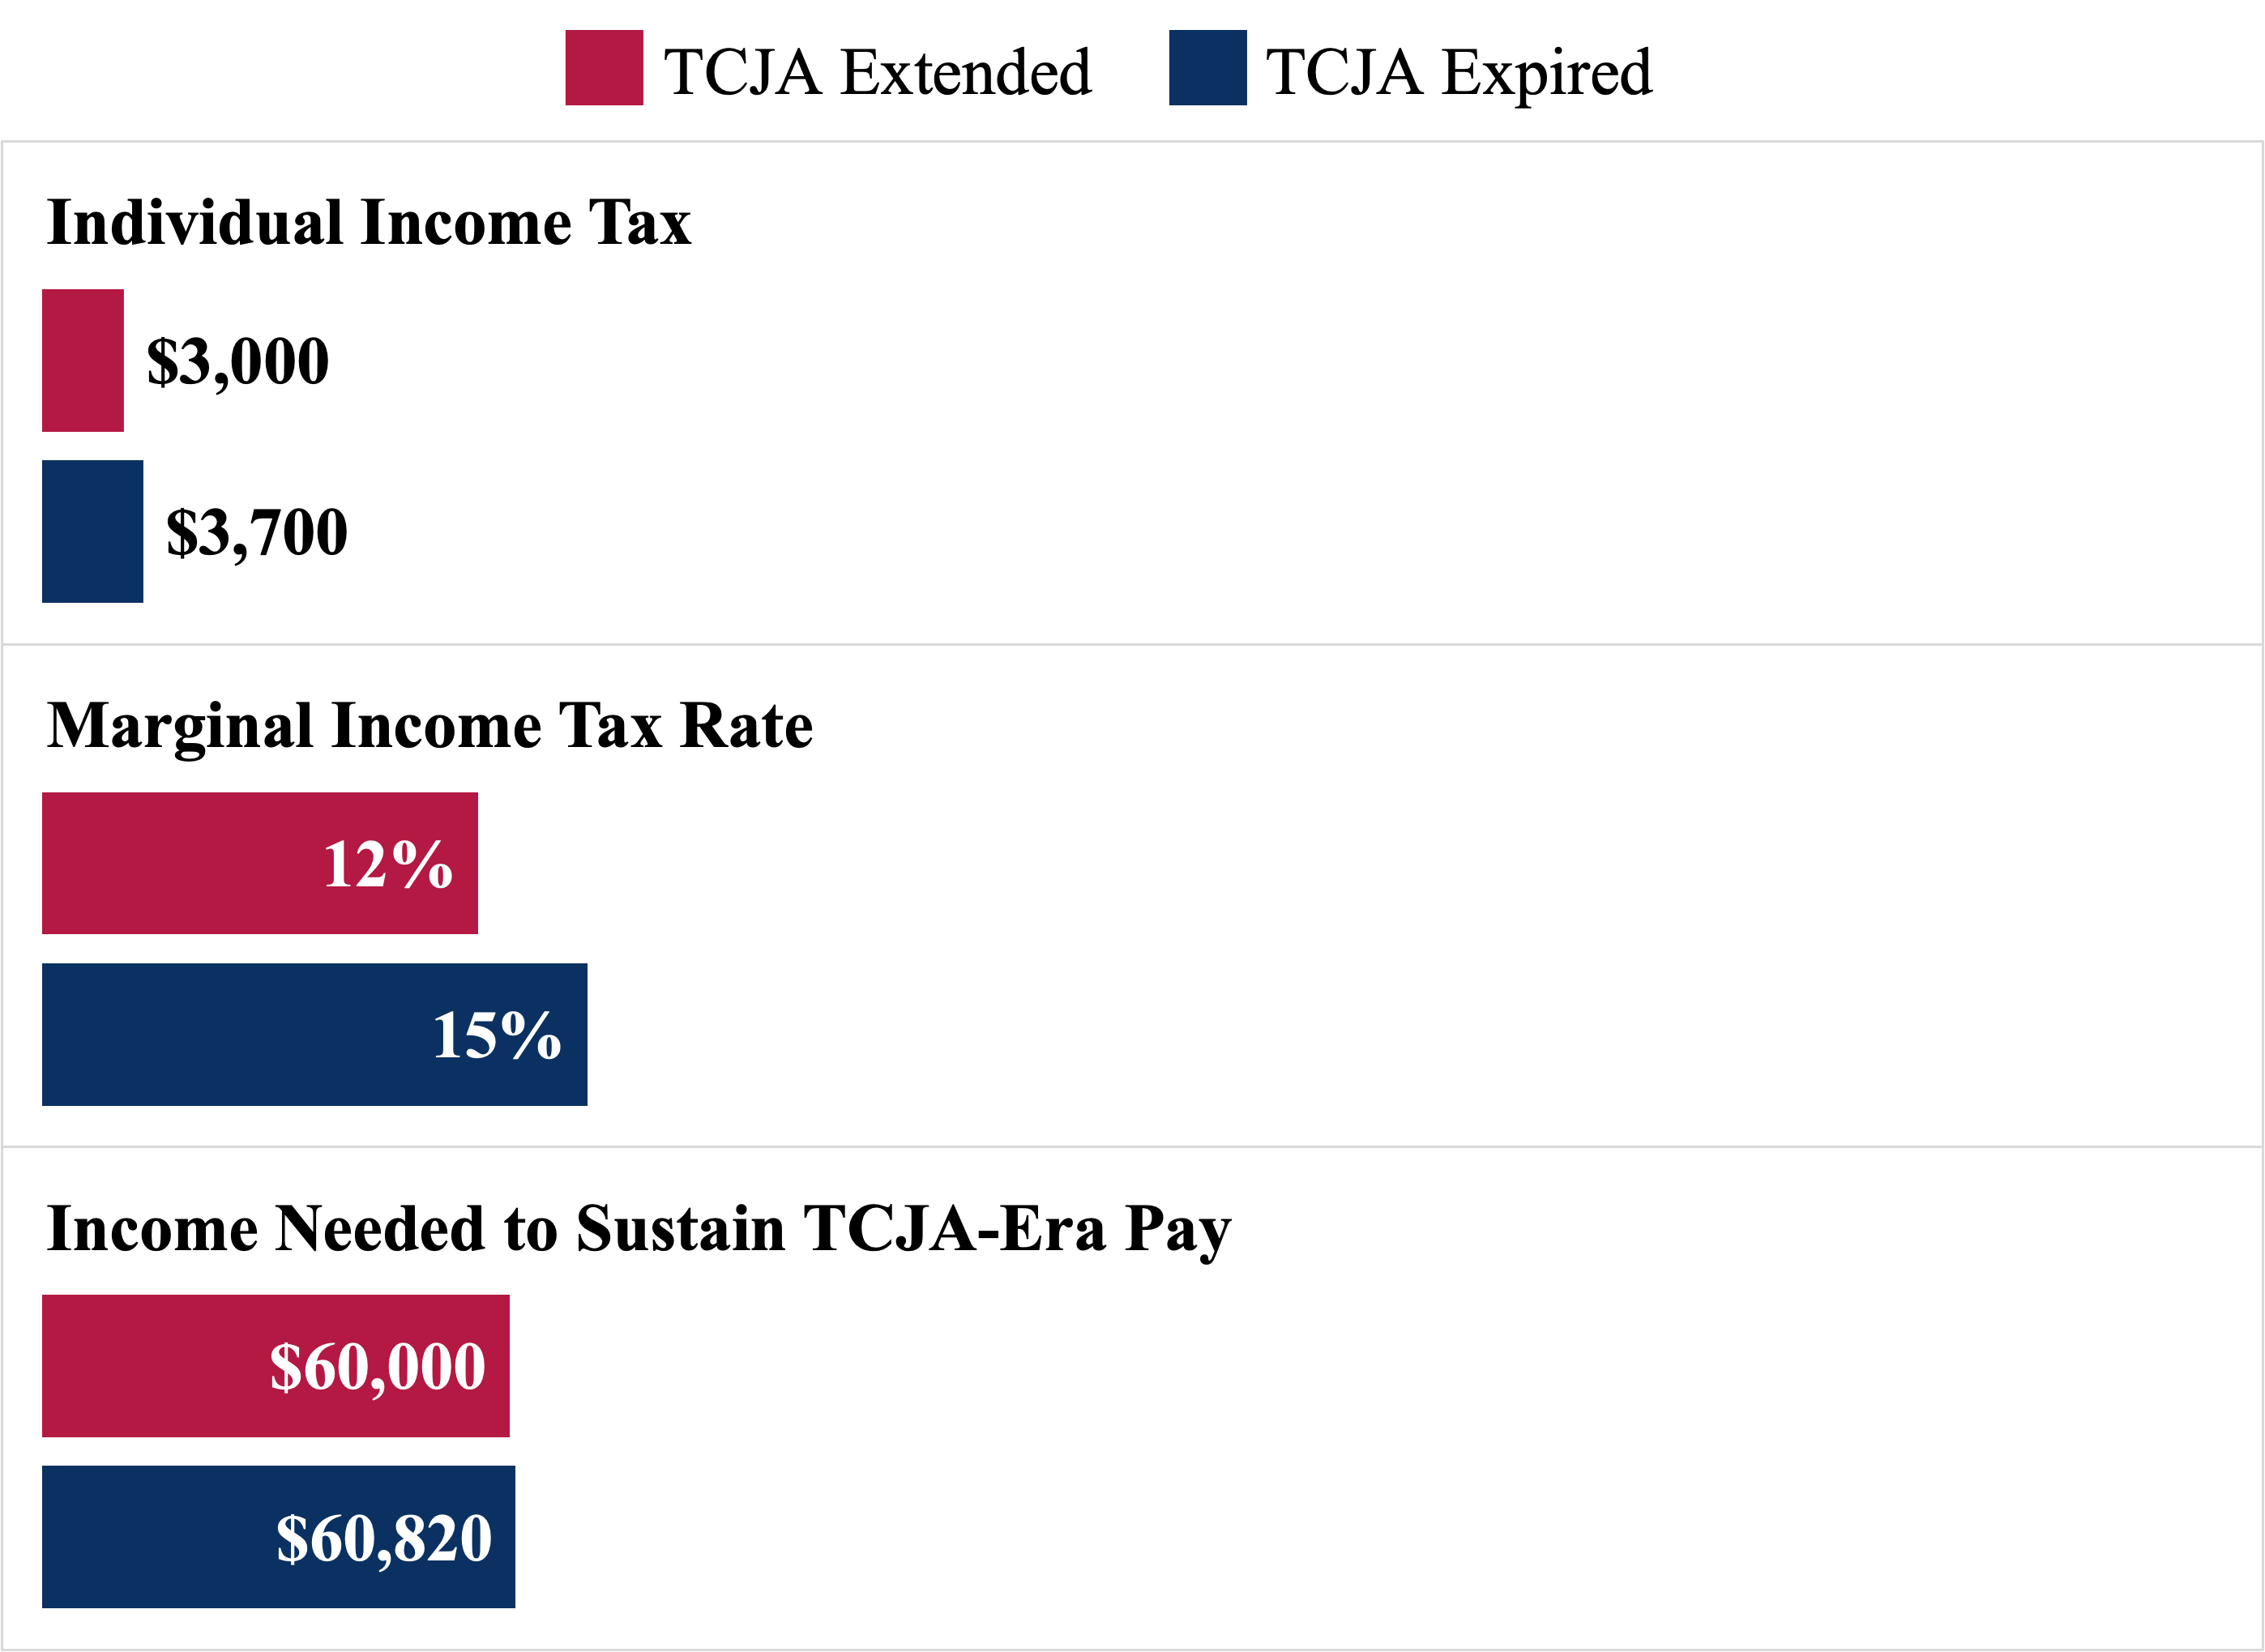 TCJA Extended TCJA Expired
Individual Income Tax
$3,000
$3,700
Marginal Income Tax Rate
12%
15%
Income Needed to Sustain TCJA-Era Pay
$60,000
$60,820